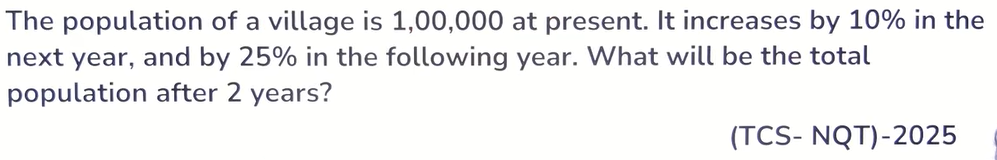 The population of a village is 1,00,000 at present. It increases by 10% in the
next year, and by 25% in the following year. What will be the total
population after 2 years?
(TCS- NQT)-2025